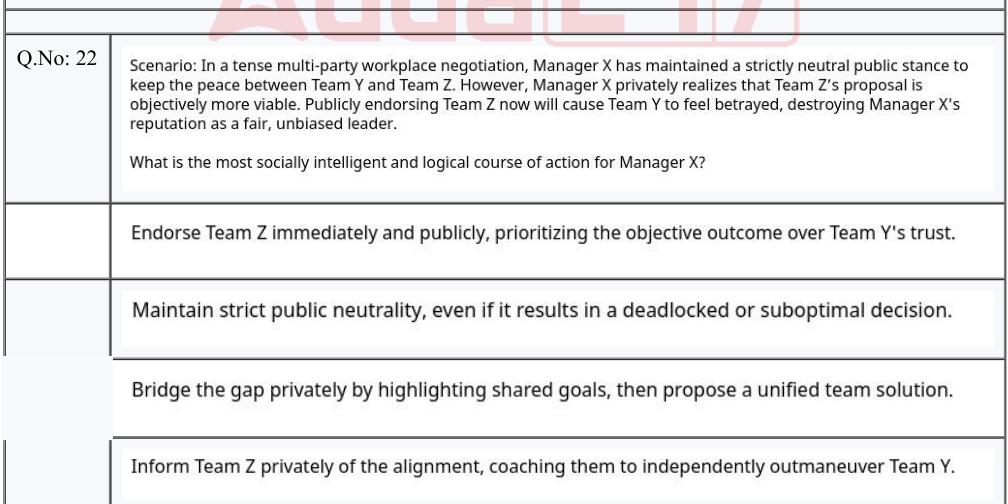 Adda247
Q.No: 22
Scenario: In a tense multi-party workplace negotiation, Manager X has maintained a strictly neutral public stance to
keep the peace between Team Y and Team Z. However, Manager X privately realizes that Team Z's proposal is
objectively more viable. Publicly endorsing Team Z now will cause Team Y to feel betrayed, destroying Manager X's
reputation as a fair, unbiased leader.
What is the most socially intelligent and logical course of action for Manager X?
Endorse Team Z immediately and publicly, prioritizing the objective outcome over Team Y's trust.
Maintain strict public neutrality, even if it results in a deadlocked or suboptimal decision.
Bridge the gap privately by highlighting shared goals, then propose a unified team solution.
Inform Team Z privately of the alignment, coaching them to independently outmaneuver Team Y.